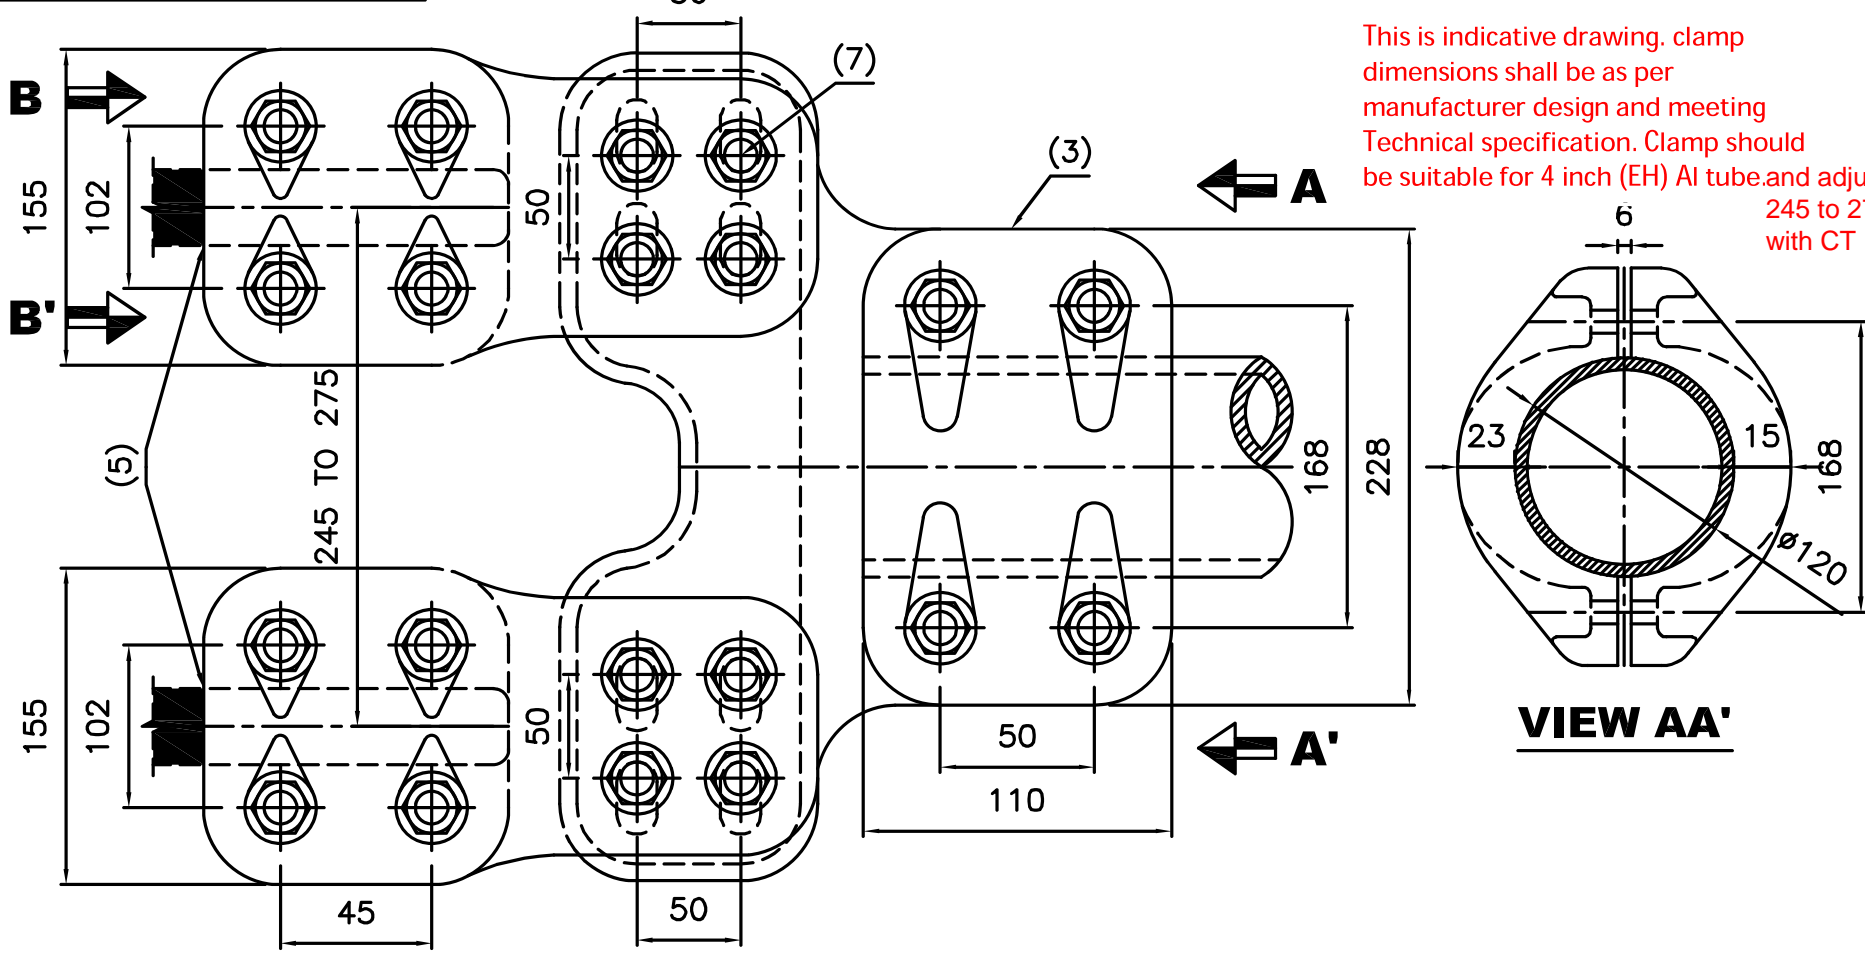 This is indicative drawing. clamp
dimensions shall be as per
manufacturer design and meeting
Technical specification. Clamp should
be suitable for 4 inch (EH) Al tube.and
245 to
with CT
(7)
(3)
B
A
155
102
50
6
B'
245 TO 275
(5)
168
228
23
15
168
ø120
155
102
50
50
110
A'
VIEW AA'
45
50